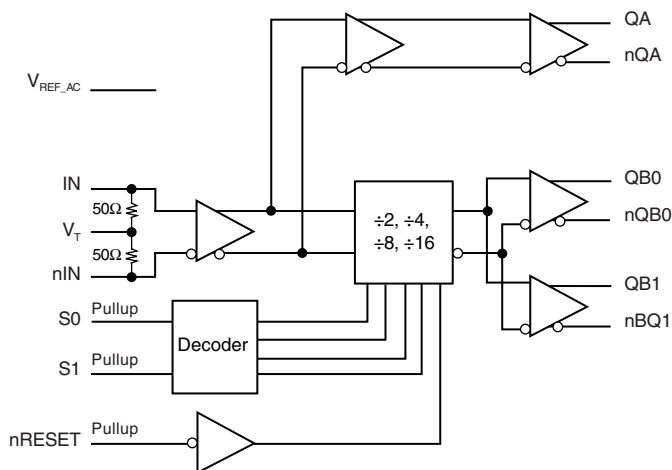 QA
nQA
V_REF_AC
IN
50Ω
V_T
50Ω
nIN
÷2, ÷4,
÷8, ÷16
QB0
nQB0
QB1
nBQ1
S0
Pullup
Decoder
S1
Pullup
nRESET
Pullup